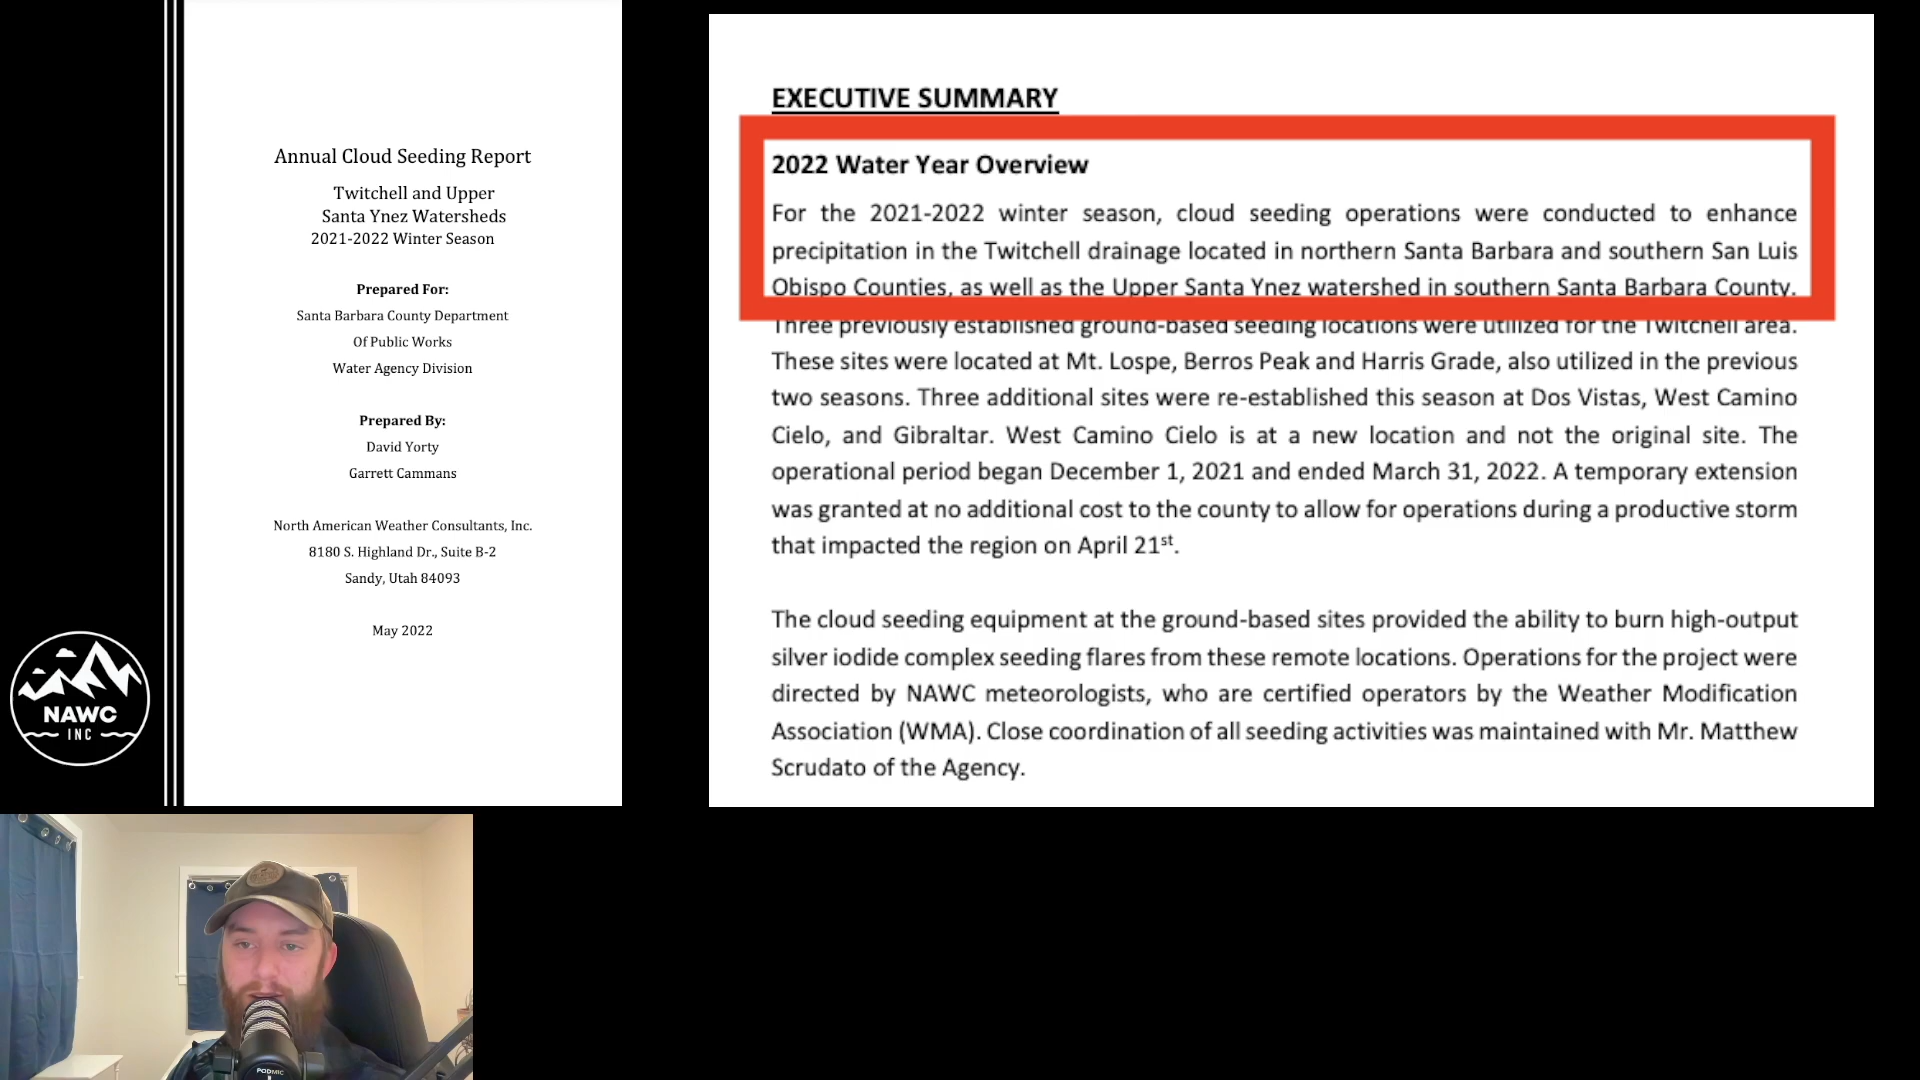 Annual Cloud Seeding Report
Twitchell and Upper
Santa Ynez Watersheds
2021-2022 Winter Season
Prepared For:
Santa Barbara County Department
Of Public Works
Water Agency Division
Prepared By:
David Yorty
Garrett Cammans
North American Weather Consultants, Inc.
8180 S. Highland Dr., Suite B-2
Sandy, Utah 84093
May 2022
NAWC
INC
EXECUTIVE SUMMARY
2022 Water Year Overview
For the 2021-2022 winter season, cloud seeding operations were conducted to enhance
precipitation in the Twitchell drainage located in northern Santa Barbara and southern San Luis
Obispo Counties, as well as the Upper Santa Ynez watershed in southern Santa Barbara County.
Three previously established ground-based seeding locations were utilized for the Twitchell area.
These sites were located at Mt. Lospe, Berros Peak and Harris Grade, also utilized in the previous
two seasons. Three additional sites were re-established this season at Dos Vistas, West Camino
Cielo, and Gibraltar. West Camino Cielo is at a new location and not the original site. The
operational period began December 1, 2021 and ended March 31, 2022. A temporary extension
was granted at no additional cost to the county to allow for operations during a productive storm
that impacted the region on April 21st.
The cloud seeding equipment at the ground-based sites provided the ability to burn high-output
silver iodide complex seeding flares from these remote locations. Operations for the project were
directed by NAWC meteorologists, who are certified operators by the Weather Modification
Association (WMA). Close coordination of all seeding activities was maintained with Mr. Matthew
Scrudato of the Agency.
PODMIC